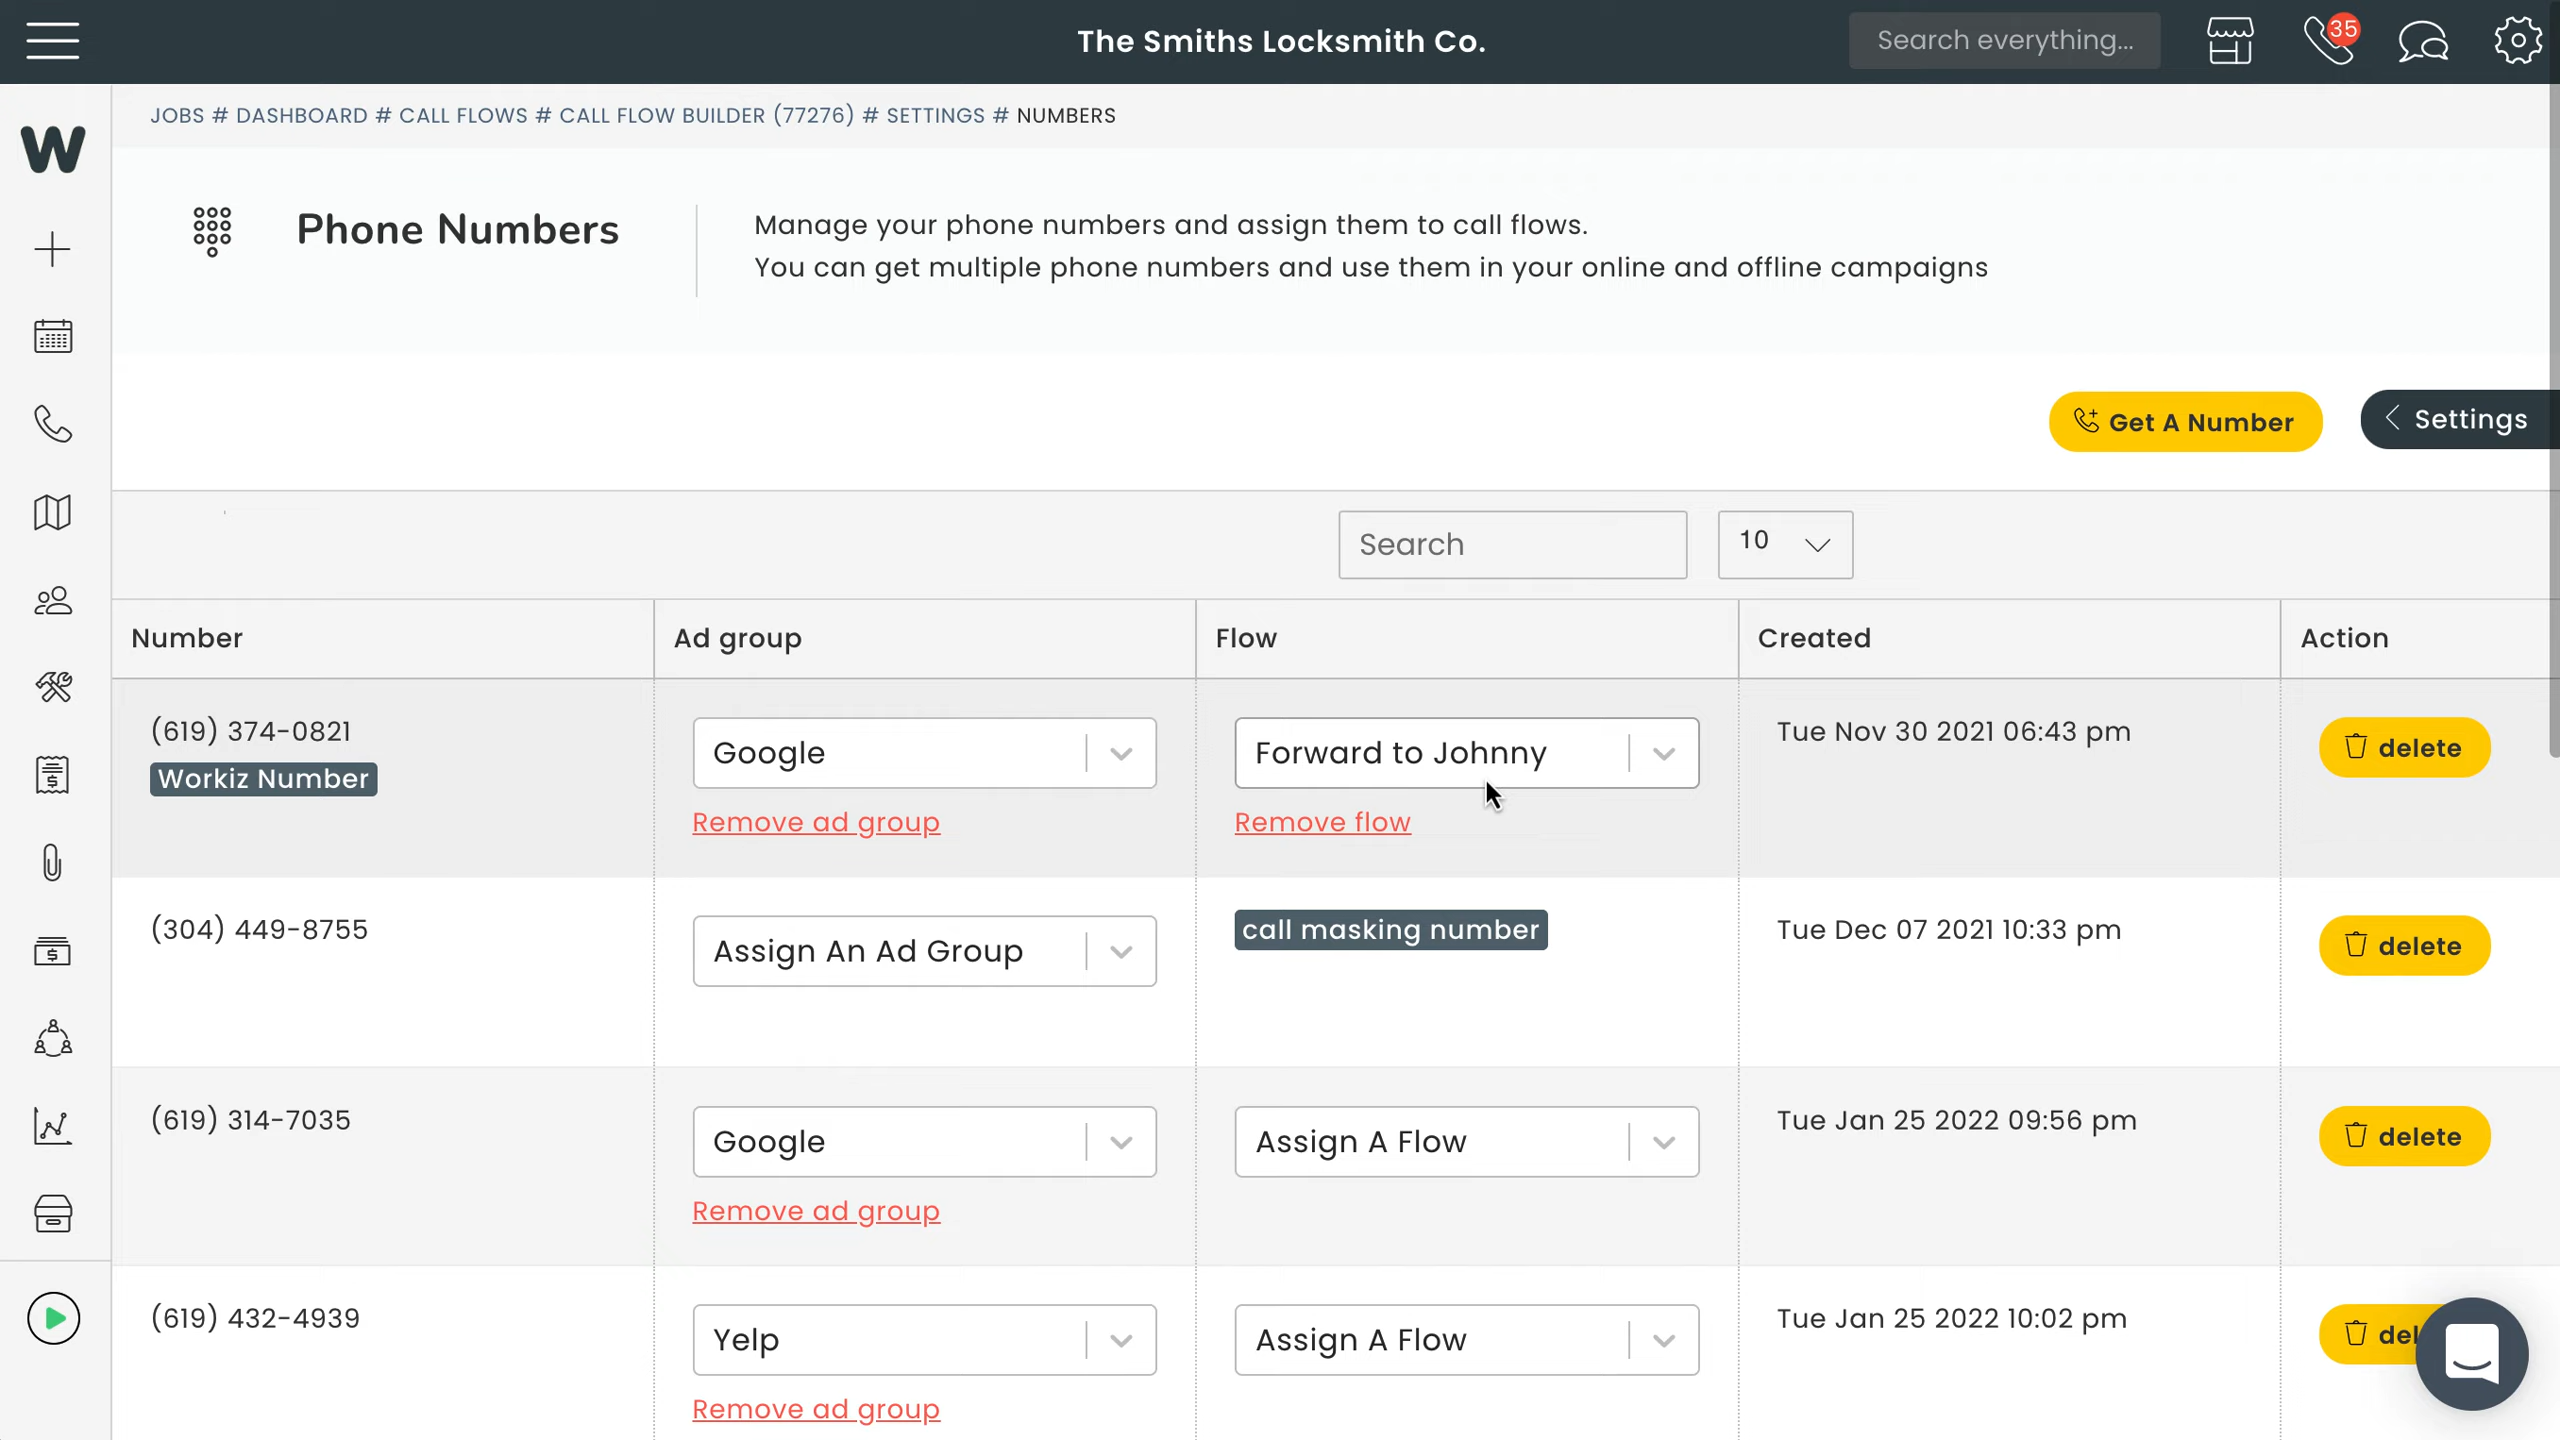 The Smiths Locksmith Co.
Search everything...
35
W
JOBS # DASHBOARD # CALL FLOWS # CALL FLOW BUILDER (77276) # SETTINGS # NUMBERS
Phone Numbers
Manage your phone numbers and assign them to call flows.
You can get multiple phone numbers and use them in your online and offline campaigns
Get A Number
Settings
Search
10
Number
Ad group
Flow
Created
Action
(619) 374-0821
Workiz Number
Google
Remove ad group
Forward to Johnny
Remove flow
Tue Nov 30 2021 06:43 pm
delete
(304) 449-8755
Assign An Ad Group
call masking number
Tue Dec 07 2021 10:33 pm
delete
(619) 314-7035
Google
Remove ad group
Assign A Flow
Tue Jan 25 2022 09:56 pm
delete
(619) 432-4939
Yelp
Remove ad group
Assign A Flow
Tue Jan 25 2022 10:02 pm
del